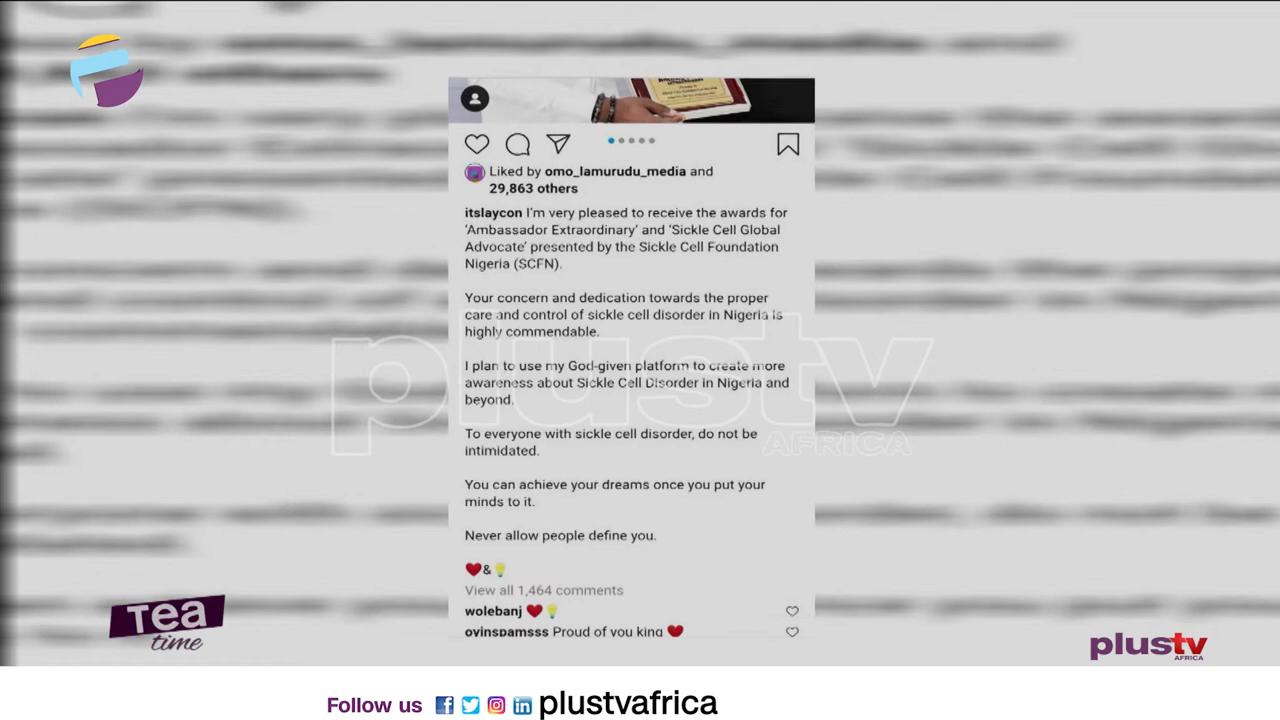 Liked by omo_lamurudu_media and
29,863 others
itslaycon I'm very pleased to receive the awards for
‘Ambassador Extraordinary’ and ‘Sickle Cell Global
Advocate’ presented by the Sickle Cell Foundation
Nigeria (SCFN).
Your concern and dedication towards the proper
care and control of sickle cell disorder in Nigeria is
highly commendable.
I plan to use my God-given platform to create more
awareness about Sickle Cell Disorder in Nigeria and
beyond.
To everyone with sickle cell disorder, do not be
intimidated.
You can achieve your dreams once you put your
minds to it.
Never allow people define you.
❤️&💡
View all 1,464 comments
wolebanj ❤️💡
oyinspamsss Proud of you king ❤️
plustv
AFRICA
Tea
time
plustv
AFRICA
Follow us plustvafrica